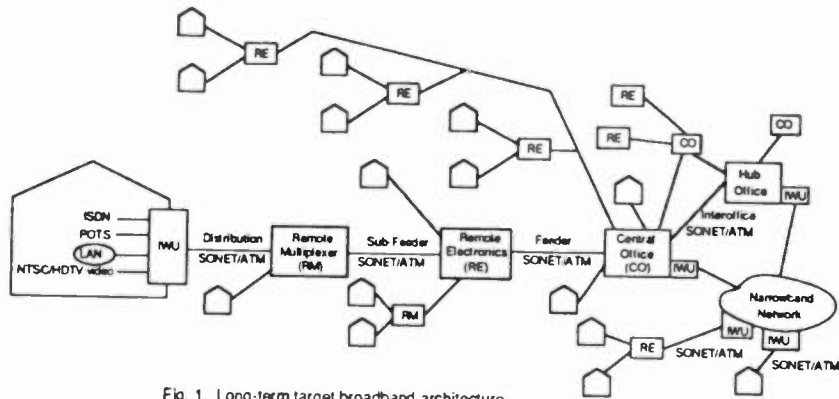 RE
RE
RE
RE
RE
CO
CO
Hub
Office
IWU
ISDN
POTS
LAN
NTSC/HDTV video
IWU
Distribution
SONET/ATM
Remote
Multiplexer
(RM)
Sub-Feeder
SONET/ATM
Remote
Electronics
(RE)
Feeder
SONET/ATM
Central
Office
(CO)
IWU
Interoffice
SONET/ATM
RM
Narrowband
Network
IWU
IWU
RE
SONET/ATM
SONET/ATM
Fig. 1. Long-term target broadband architecture